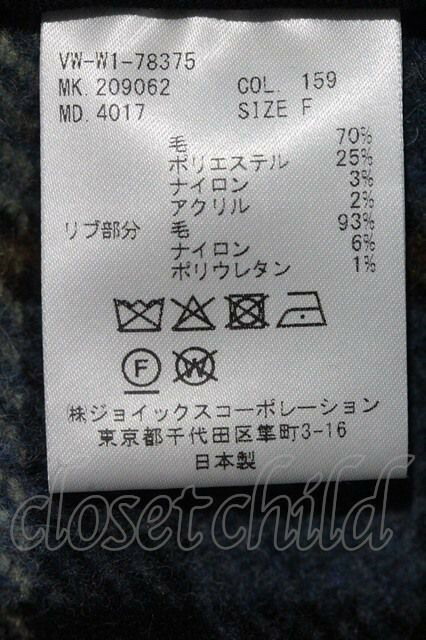 VW-W1-78375
MK. 209062 COL. 159
MD. 4017 SIZE F
毛 70%
ポリエステル 25%
ナイロン 3%
アクリル 2%
リブ部分 毛 93%
ナイロン 6%
ポリウレタン 1%
F W
㈱ジョイックスコーポレーション
東京都千代田区隼町3-16
日本製
closetchild